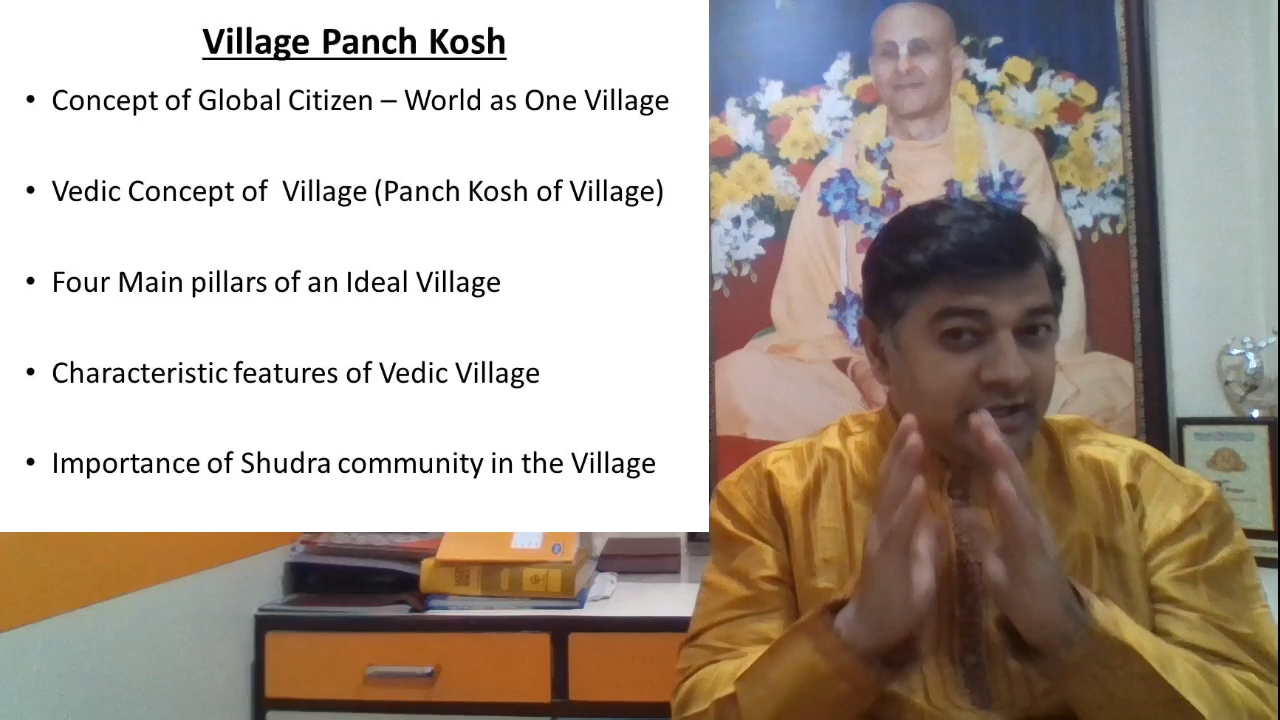 Village Panch Kosh
• Concept of Global Citizen – World as One Village
• Vedic Concept of Village (Panch Kosh of Village)
• Four Main pillars of an Ideal Village
• Characteristic features of Vedic Village
• Importance of Shudra community in the Village